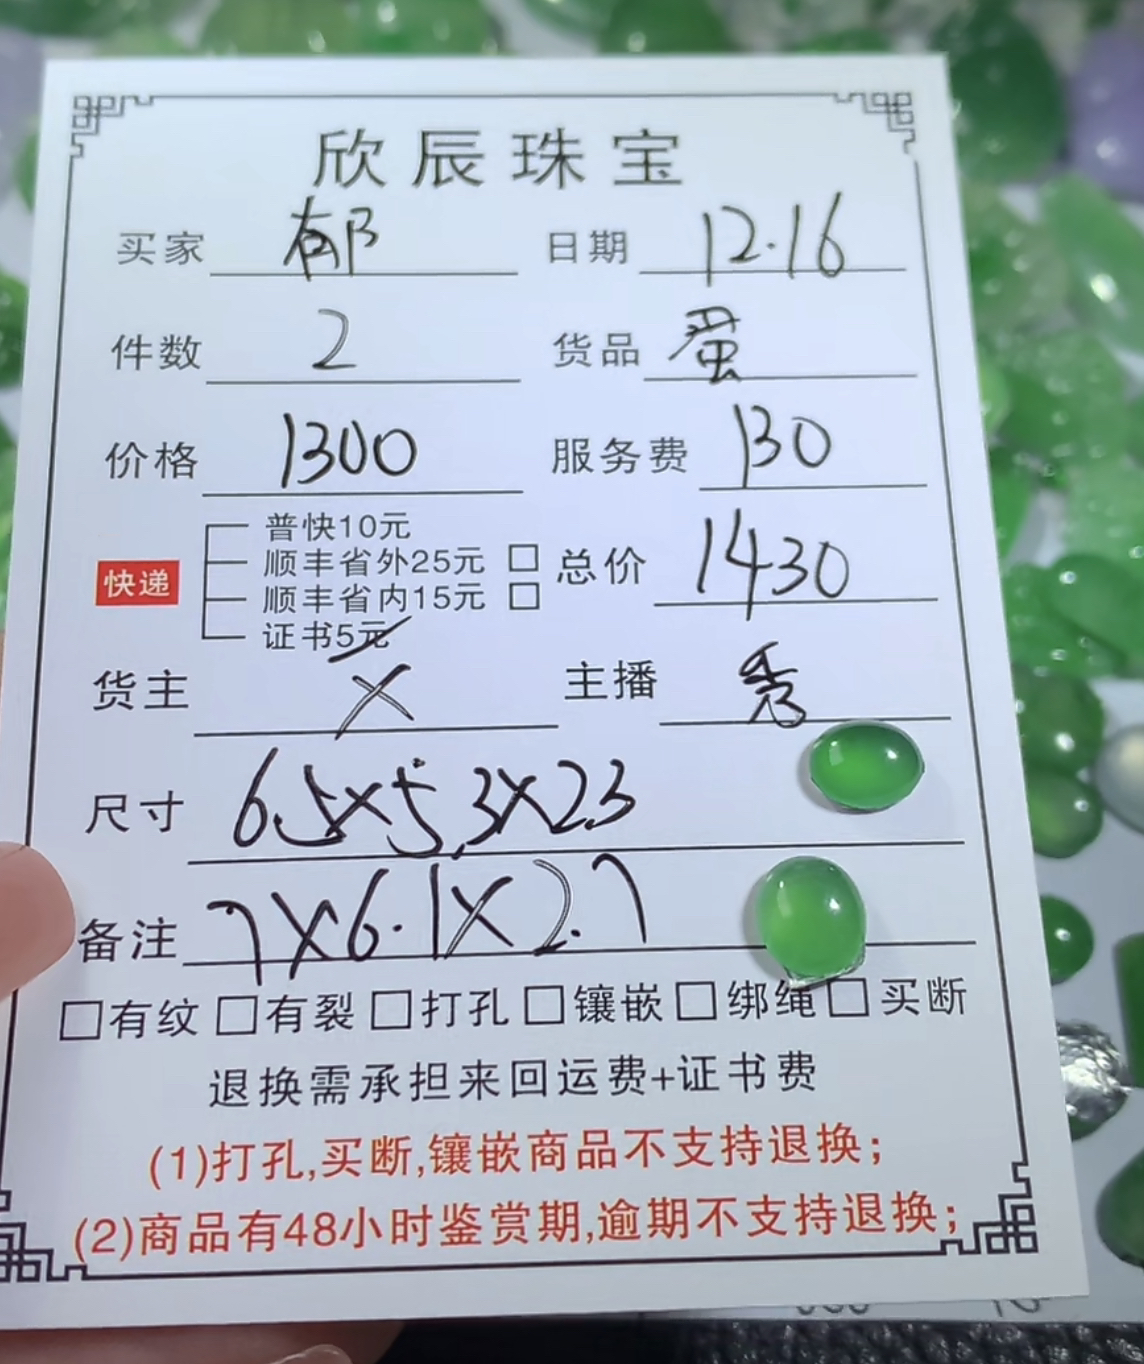 欣辰珠宝
买家 郁 日期 12.16
件数 2 货品 蛋
价格 1300 服务费 130
普快10元
快递 顺丰省外25元 □ 总价 1430
顺丰省内15元 □
证书5元
货主 X 主播 秀
尺寸 6.5X5.3X2.3
备注 7X6.1X2.7
□有纹 □有裂 □打孔 □镶嵌 □绑绳 □买断
退换需承担来回运费+证书费
(1)打孔,买断,镶嵌商品不支持退换;
(2)商品有48小时鉴赏期,逾期不支持退换;